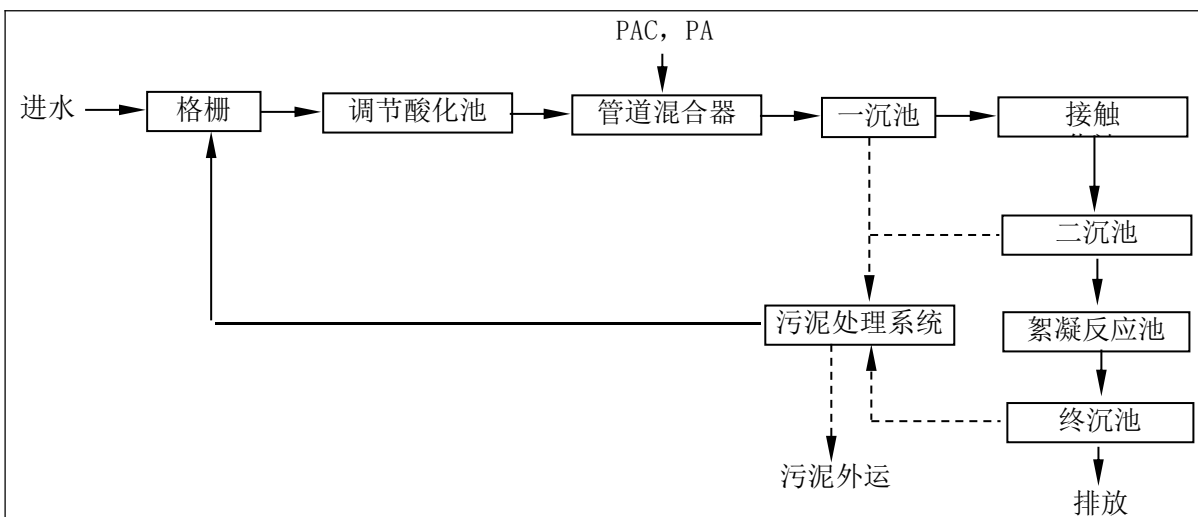 PAC, PA
进水
格栅
调节酸化池
管道混合器
一沉池
接触
二沉池
污泥处理系统
絮凝反应池
终沉池
污泥外运
排放